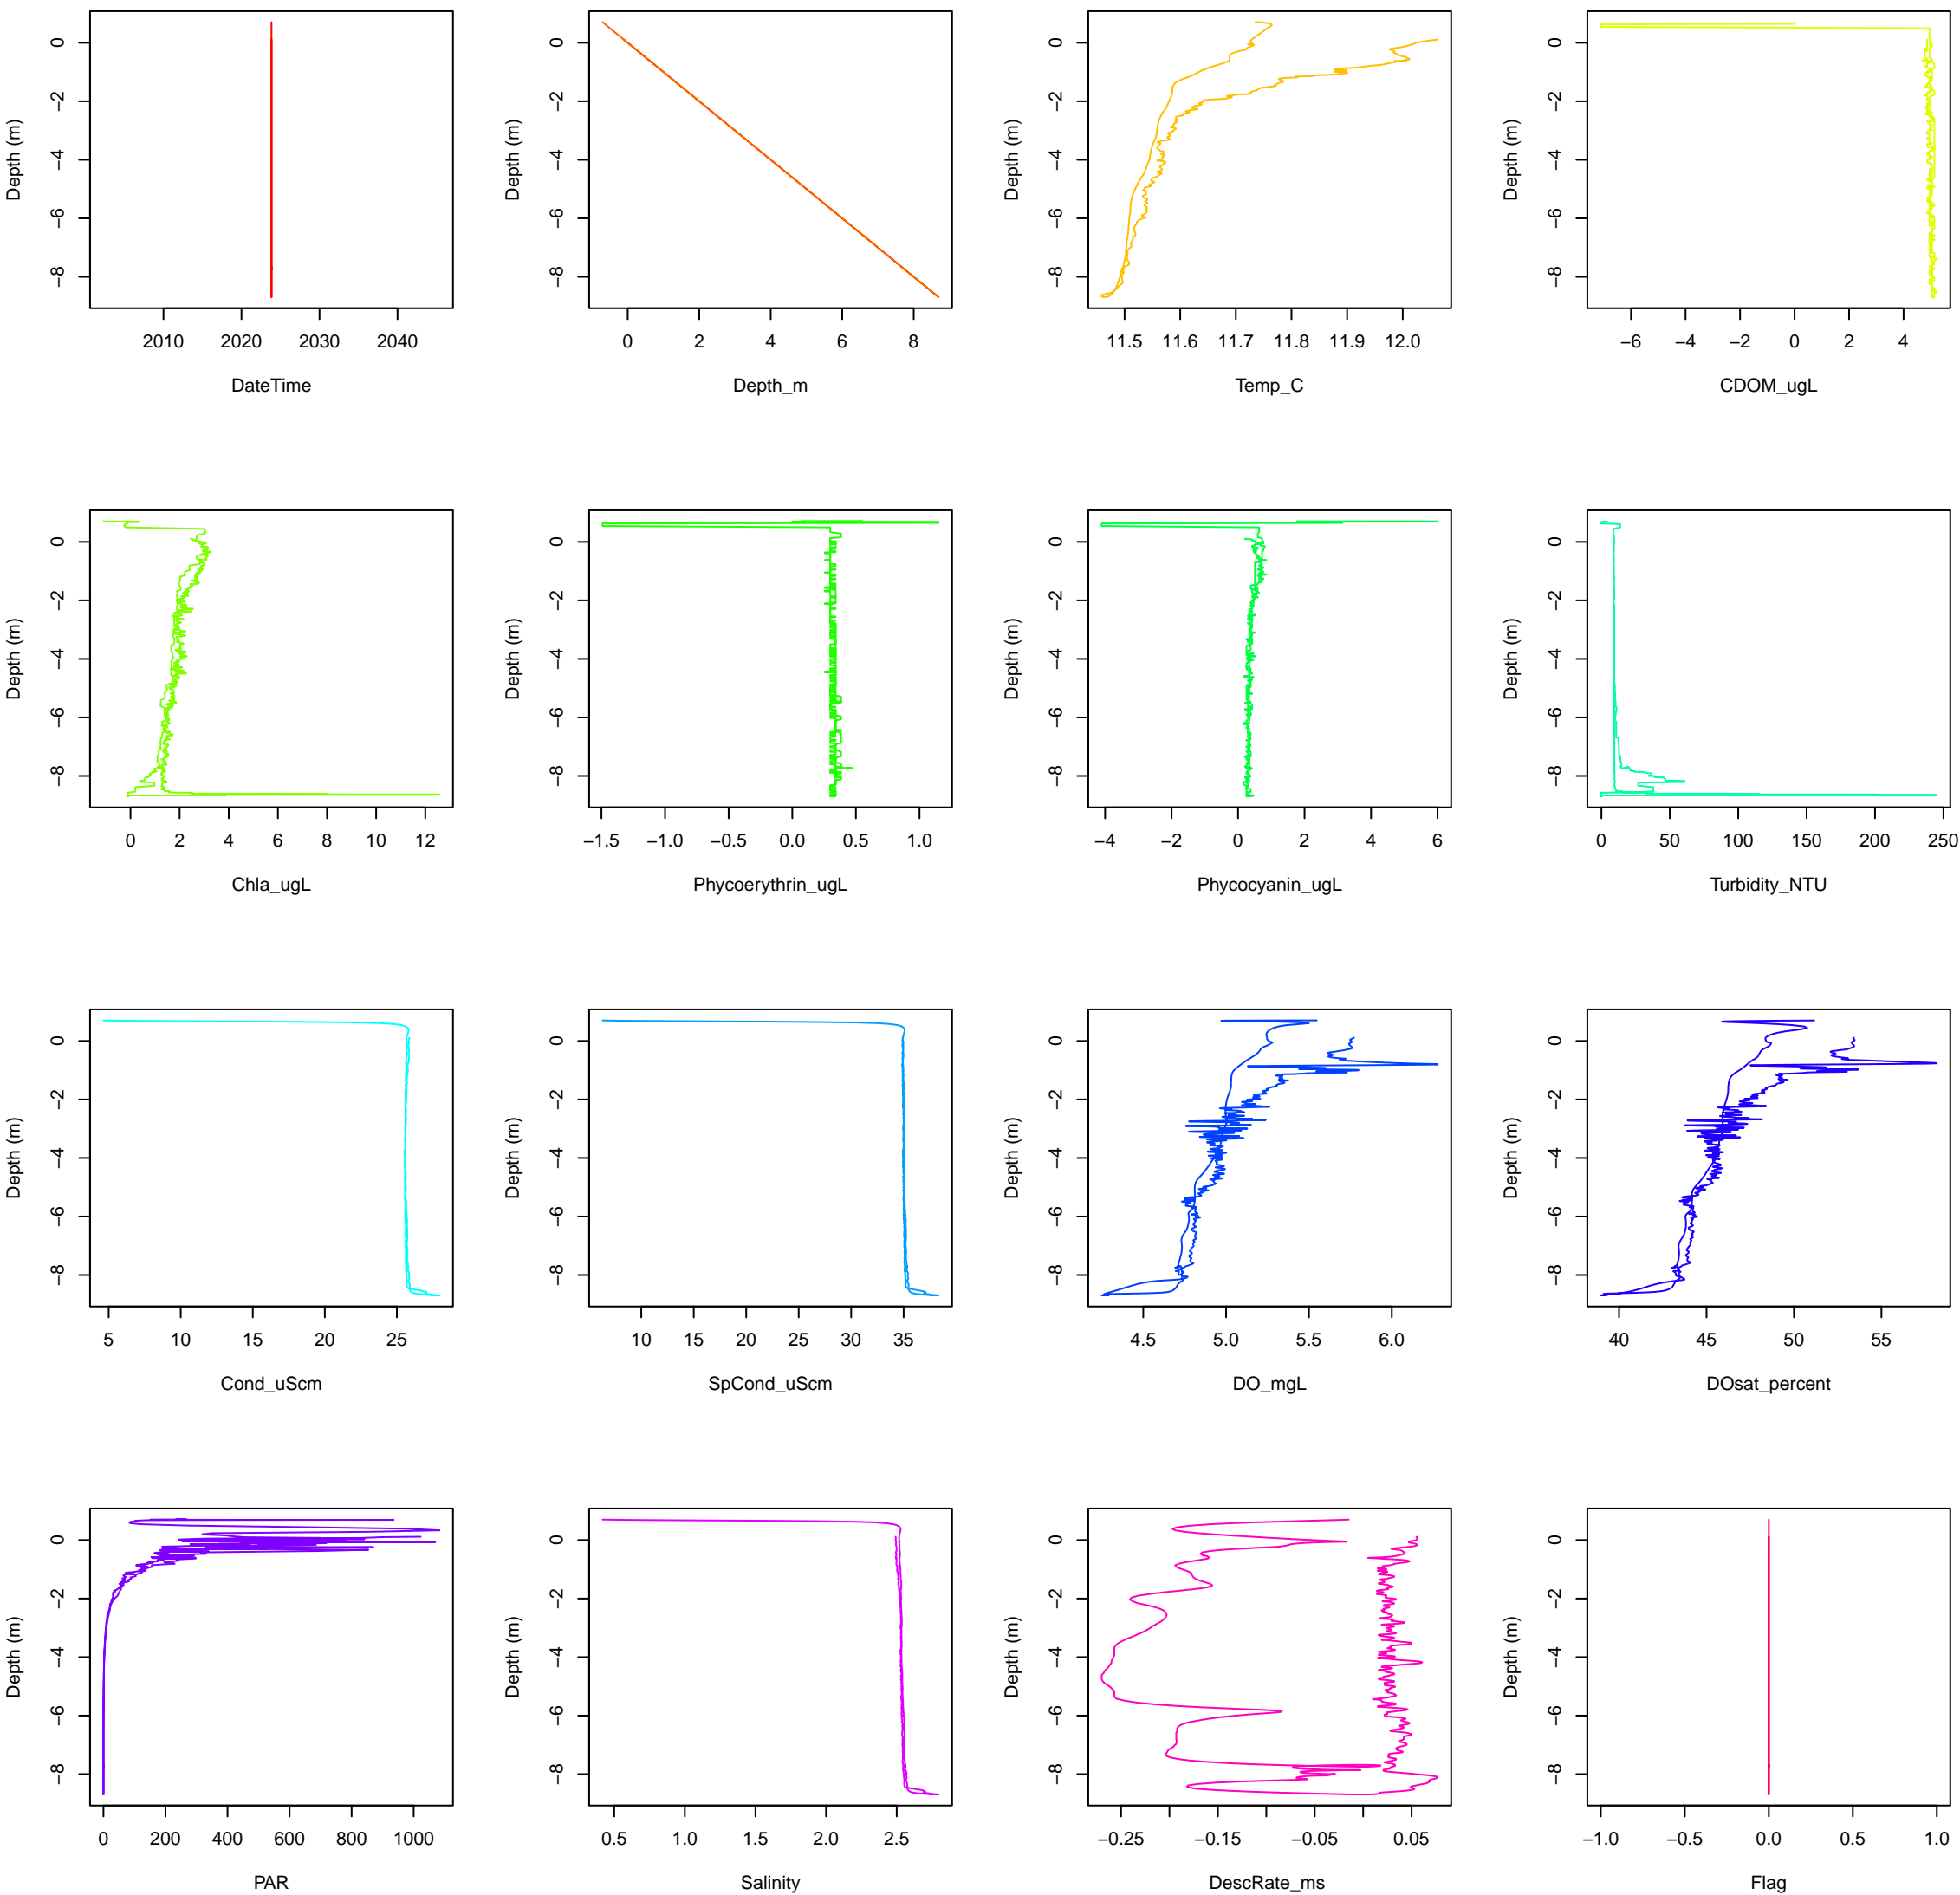 Depth (m) 0 −2 −4 −6 −8
2010 2020 2030 2040
DateTime
Depth (m) 0 −2 −4 −6 −8
0 2 4 6 8
Depth_m
Depth (m) 0 −2 −4 −6 −8
11.5 11.6 11.7 11.8 11.9 12.0
Temp_C
Depth (m) 0 −2 −4 −6 −8
−6 −4 −2 0 2 4
CDOM_ugL
Depth (m) 0 −2 −4 −6 −8
0 2 4 6 8 10 12
Chla_ugL
Depth (m) 0 −2 −4 −6 −8
−1.5 −1.0 −0.5 0.0 0.5 1.0
Phycoerythrin_ugL
Depth (m) 0 −2 −4 −6 −8
−4 −2 0 2 4 6
Phycocyanin_ugL
Depth (m) 0 −2 −4 −6 −8
0 50 100 150 200 250
Turbidity_NTU
Depth (m) 0 −2 −4 −6 −8
5 10 15 20 25
Cond_uScm
Depth (m) 0 −2 −4 −6 −8
10 15 20 25 30 35
SpCond_uScm
Depth (m) 0 −2 −4 −6 −8
4.5 5.0 5.5 6.0
DO_mgL
Depth (m) 0 −2 −4 −6 −8
40 45 50 55
DOsat_percent
Depth (m) 0 −2 −4 −6 −8
0 200 400 600 800 1000
PAR
Depth (m) 0 −2 −4 −6 −8
0.5 1.0 1.5 2.0 2.5
Salinity
Depth (m) 0 −2 −4 −6 −8
−0.25 −0.15 −0.05 0.05
DescRate_ms
Depth (m) 0 −2 −4 −6 −8
−1.0 −0.5 0.0 0.5 1.0
Flag